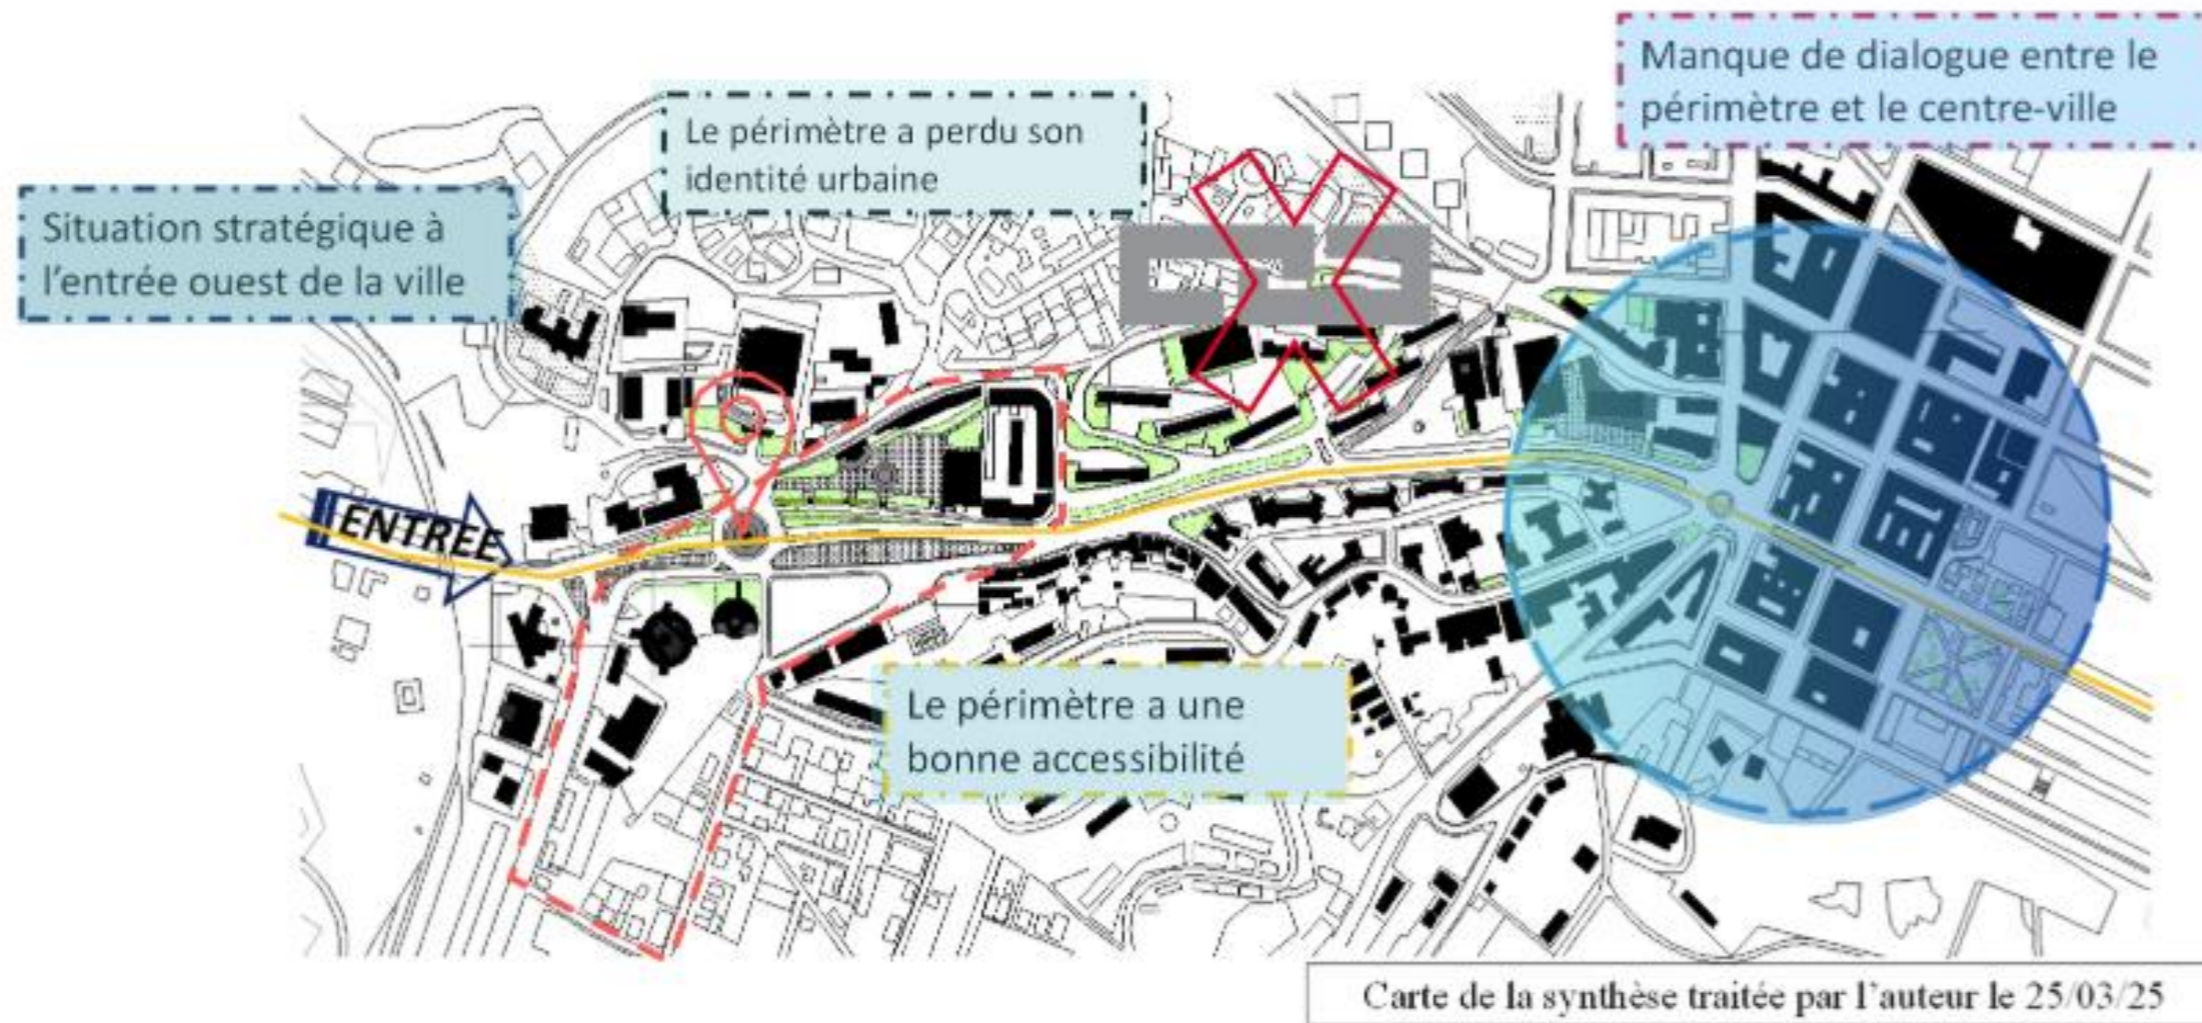 Manque de dialogue entre le
périmètre et le centre-ville
Le périmètre a perdu son
identité urbaine
Situation stratégique à
l'entrée ouest de la ville
ENTREE
Le périmètre a une
bonne accessibilité
Carte de la synthèse traitée par l'auteur le 25/03/25